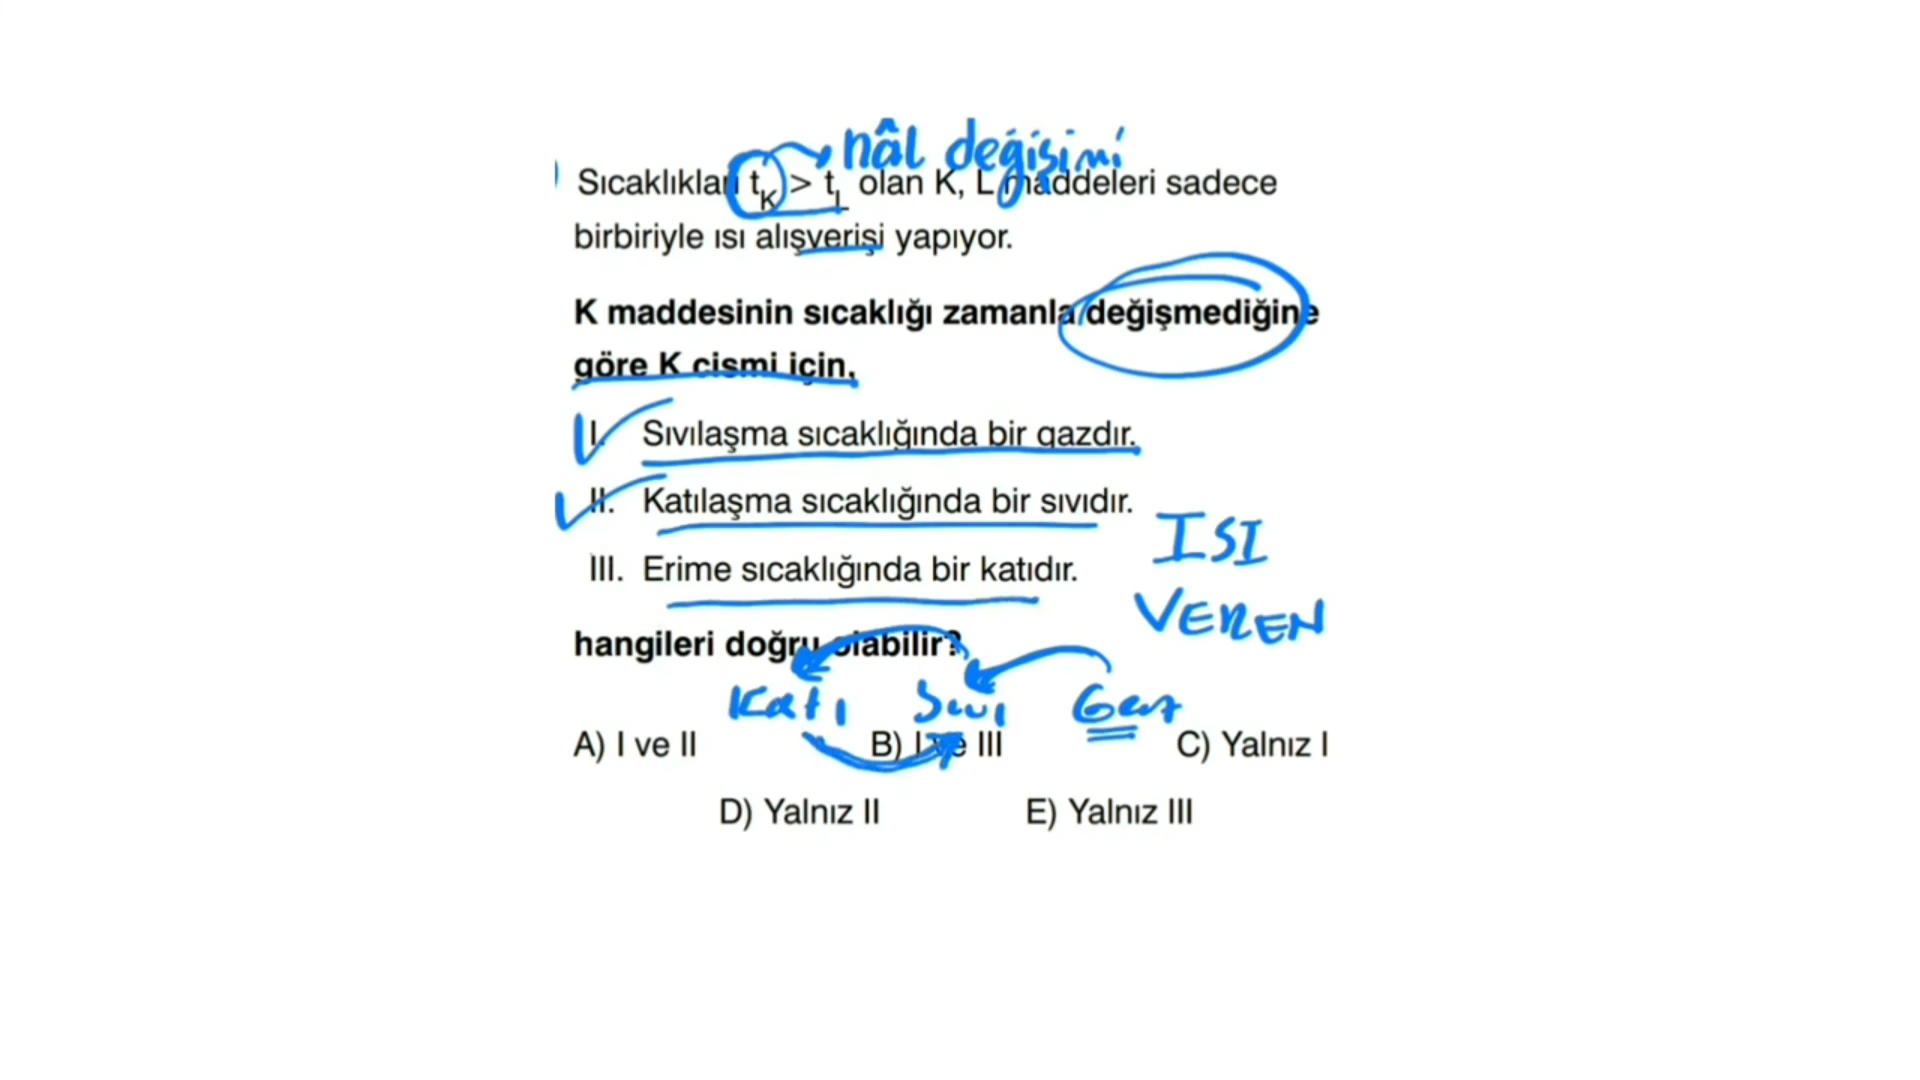 hâl değişimi
Sıcaklıkları tK > tL olan K, L maddeleri sadece
birbiriyle ısı alışverişi yapıyor.
K maddesinin sıcaklığı zamanla değişmediğine
göre K cismi için,
I. Sıvılaşma sıcaklığında bir gazdır.
II. Katılaşma sıcaklığında bir sıvıdır.
III. Erime sıcaklığında bir katıdır.
ISI
VEREN
hangileri doğru olabilir?
Katı Sıvı Gaz
A) I ve II B) I ve III C) Yalnız I
D) Yalnız II E) Yalnız III